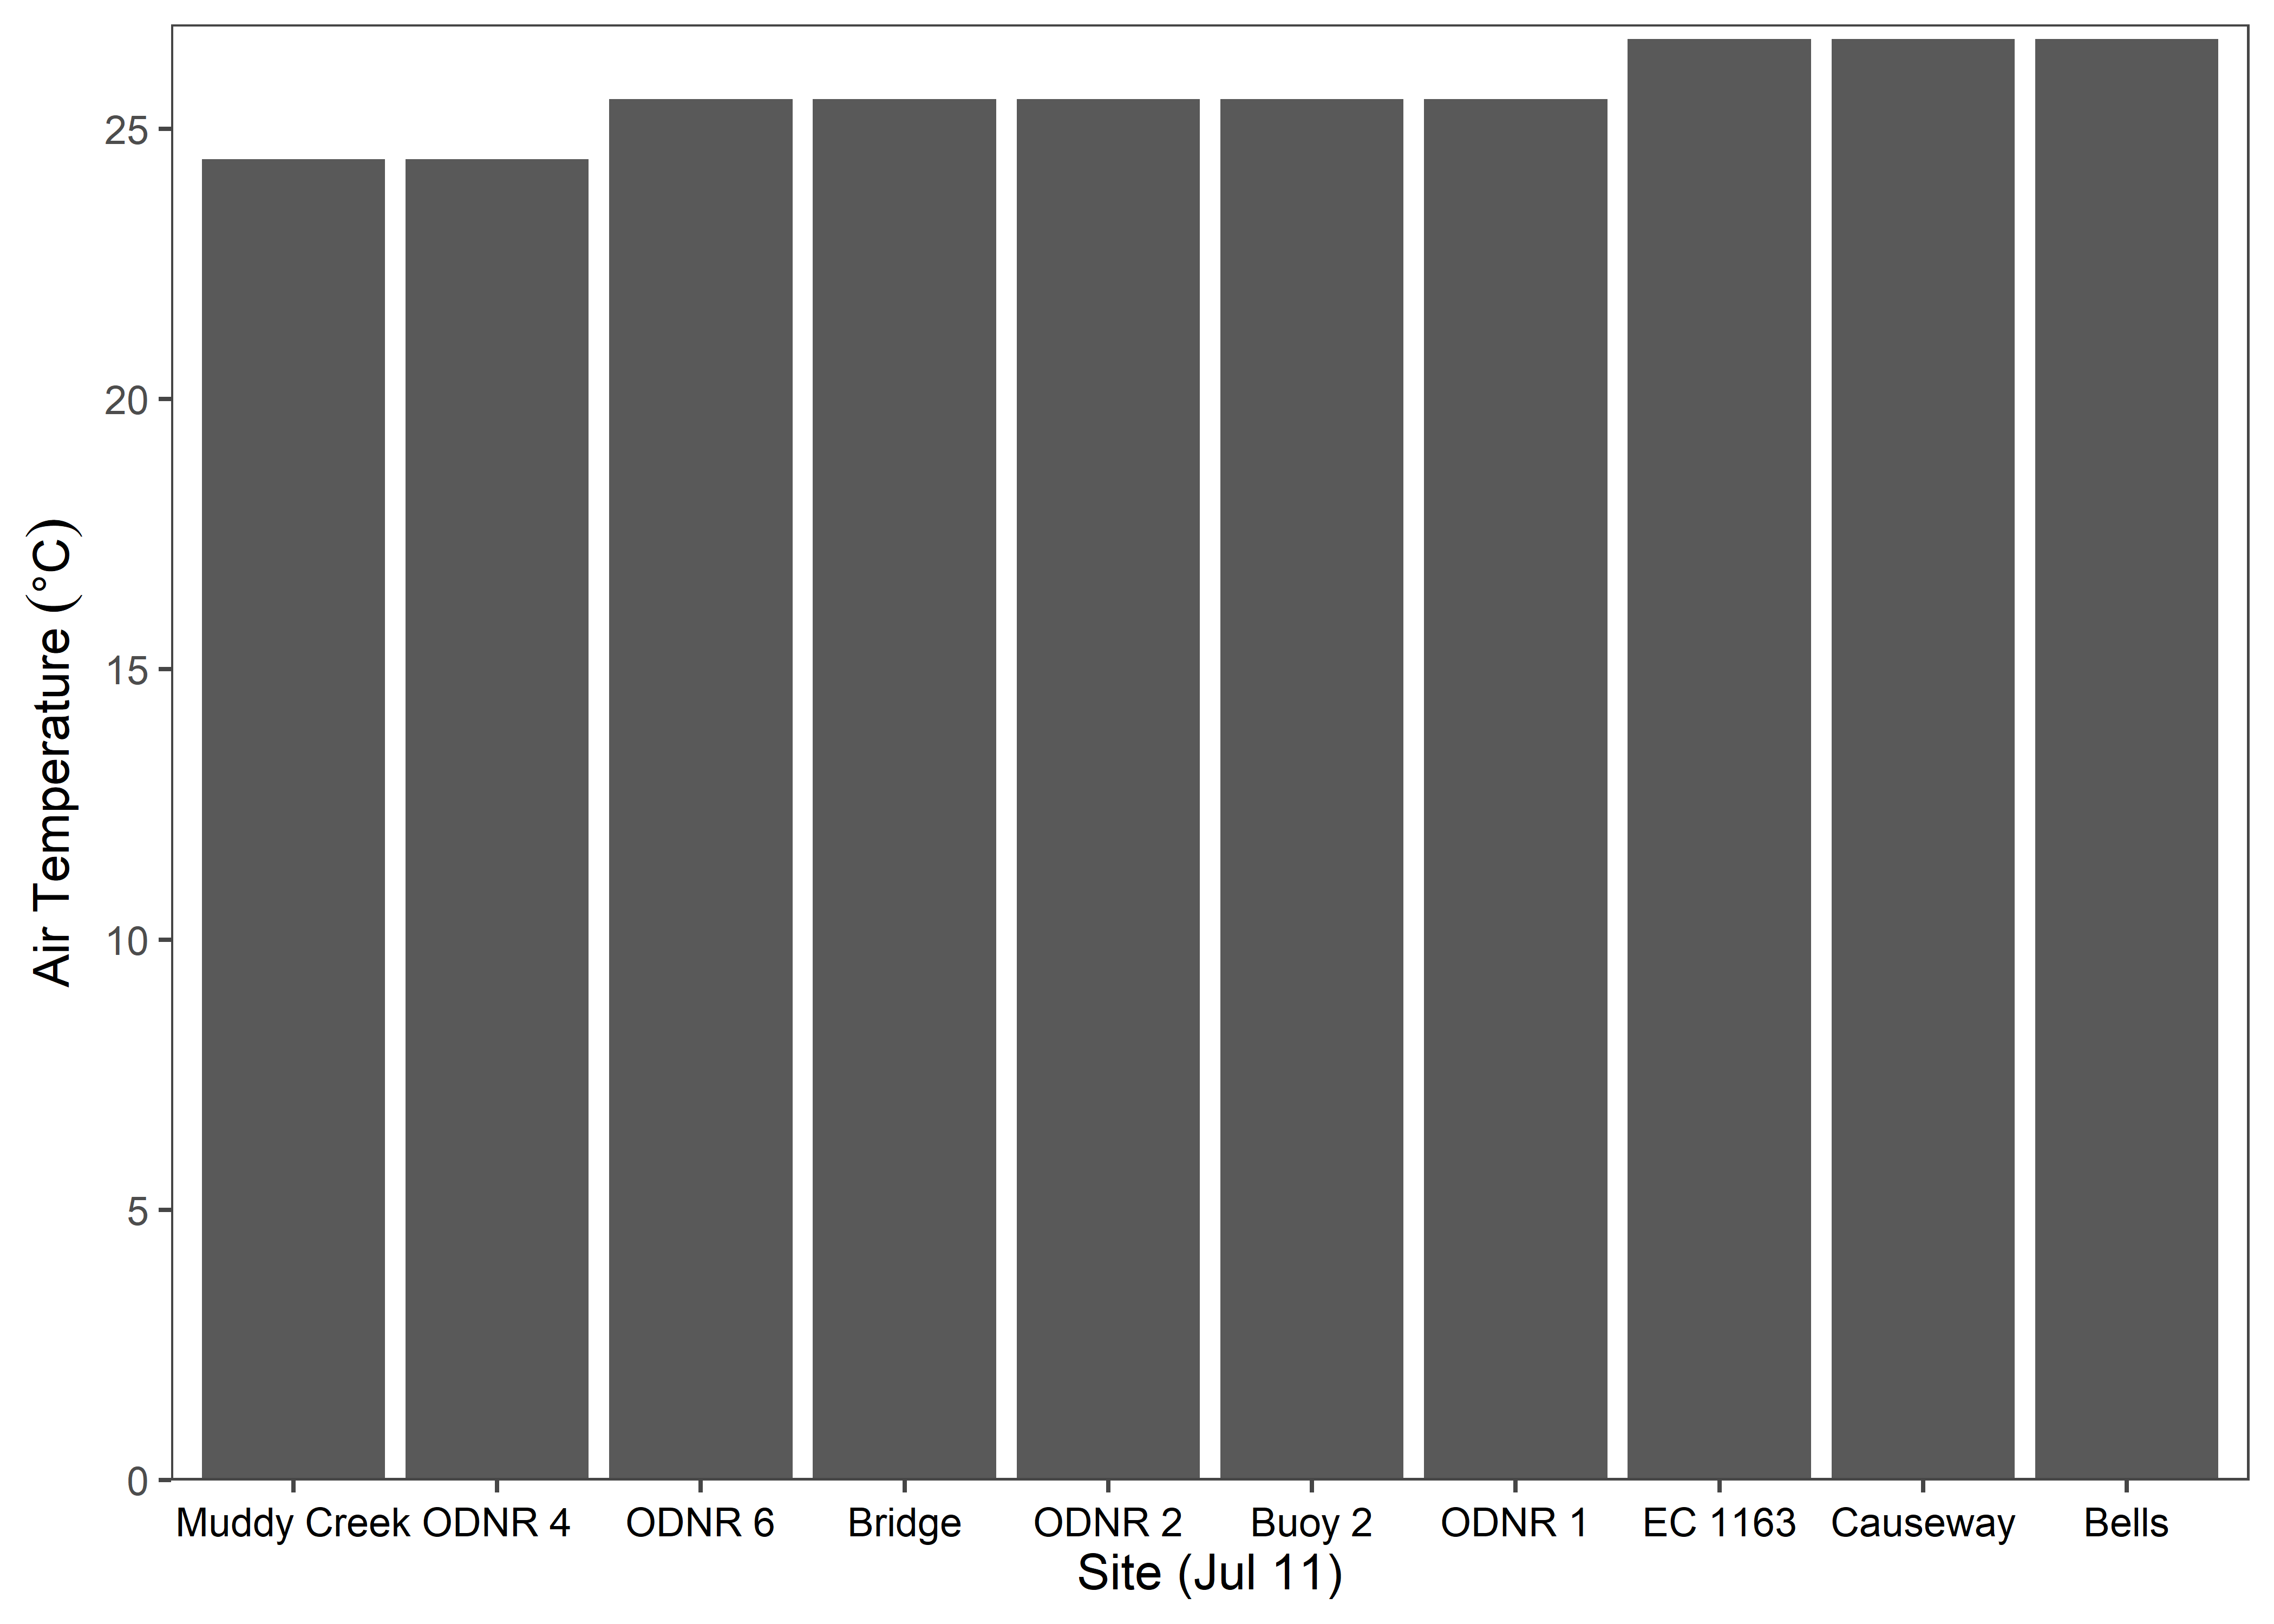 Air Temperature (°C)
25
20
15
10
5
0
Muddy Creek ODNR 4 ODNR 6 Bridge ODNR 2 Buoy 2 ODNR 1 EC 1163 Causeway Bells
Site (Jul 11)